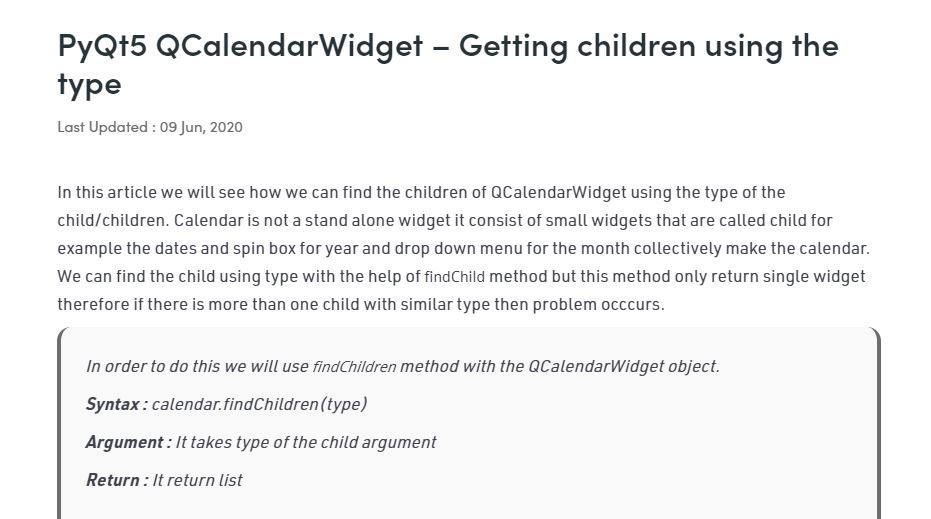 PyQt5 QCalendarWidget – Getting children using the
type
Last Updated : 09 Jun, 2020
In this article we will see how we can find the children of QCalendarWidget using the type of the
child/children. Calendar is not a stand alone widget it consist of small widgets that are called child for
example the dates and spin box for year and drop down menu for the month collectively make the calendar.
We can find the child using type with the help of findChild method but this method only return single widget
therefore if there is more than one child with similar type then problem occcurs.
In order to do this we will use findChildren method with the QCalendarWidget object.
Syntax : calendar.findChildren(type)
Argument : It takes type of the child argument
Return : It return list